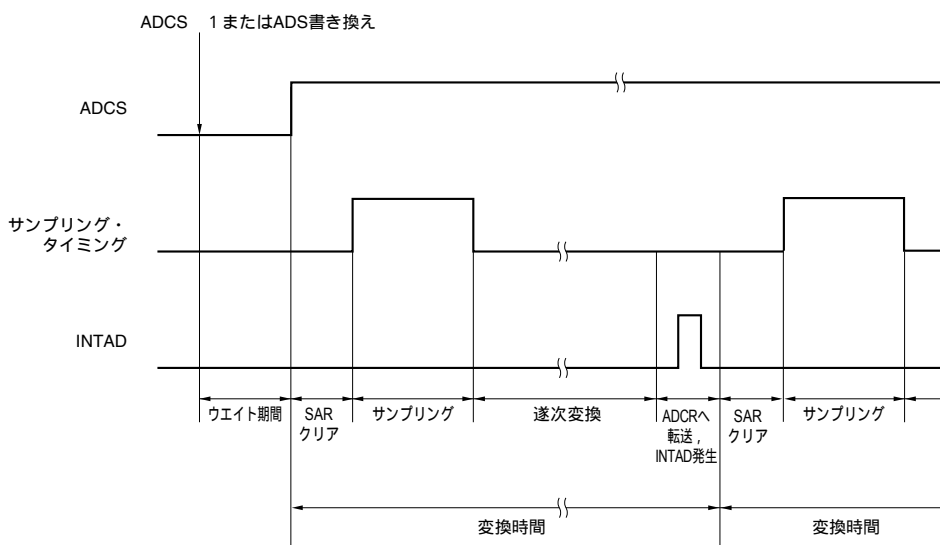 ADCS 1またはADS書き換え
ADCS
サンプリング・
タイミング
INTAD
ウエイト期間
SAR
クリア
サンプリング
逐次変換
ADCRへ
転送，
INTAD発生
SAR
クリア
サンプリング
変換時間
変換時間